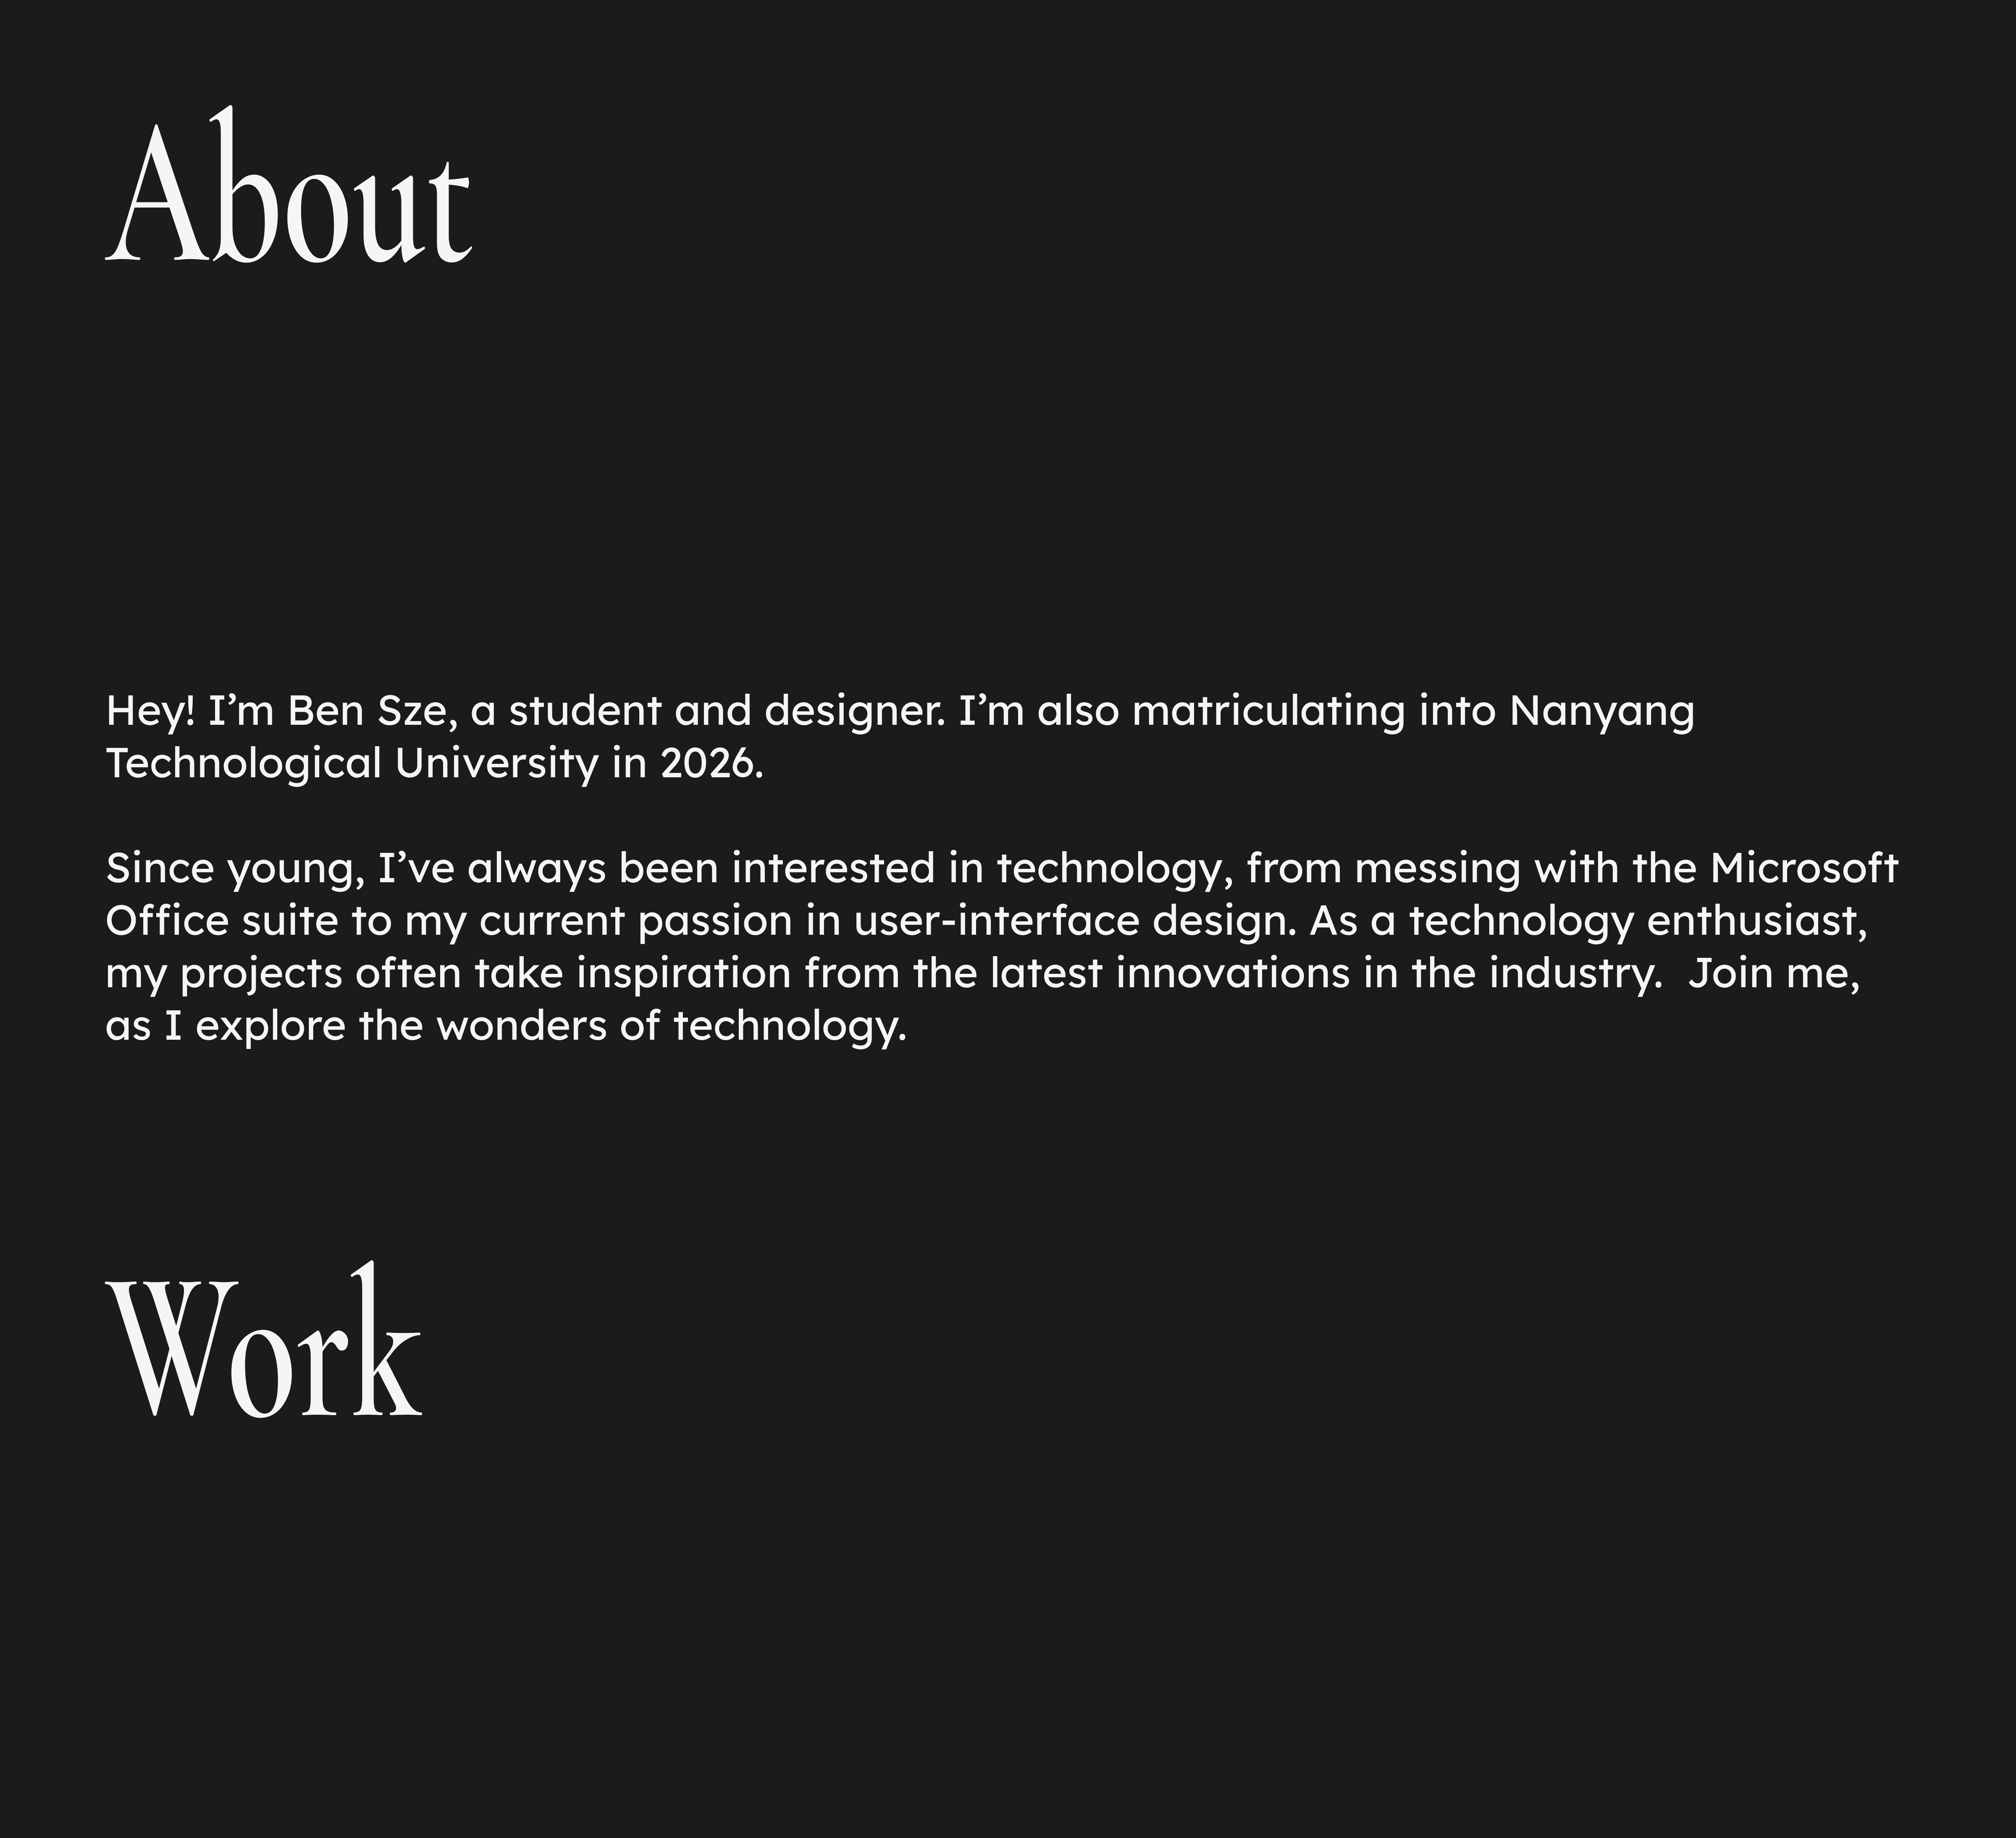 About
Hey! I’m Ben Sze, a student and designer. I’m also matriculating into Nanyang
Technological University in 2026.
Since young, I’ve always been interested in technology, from messing with the Microsoft
Office suite to my current passion in user-interface design. As a technology enthusiast,
my projects often take inspiration from the latest innovations in the industry.  Join me,
as I explore the wonders of technology.
Work